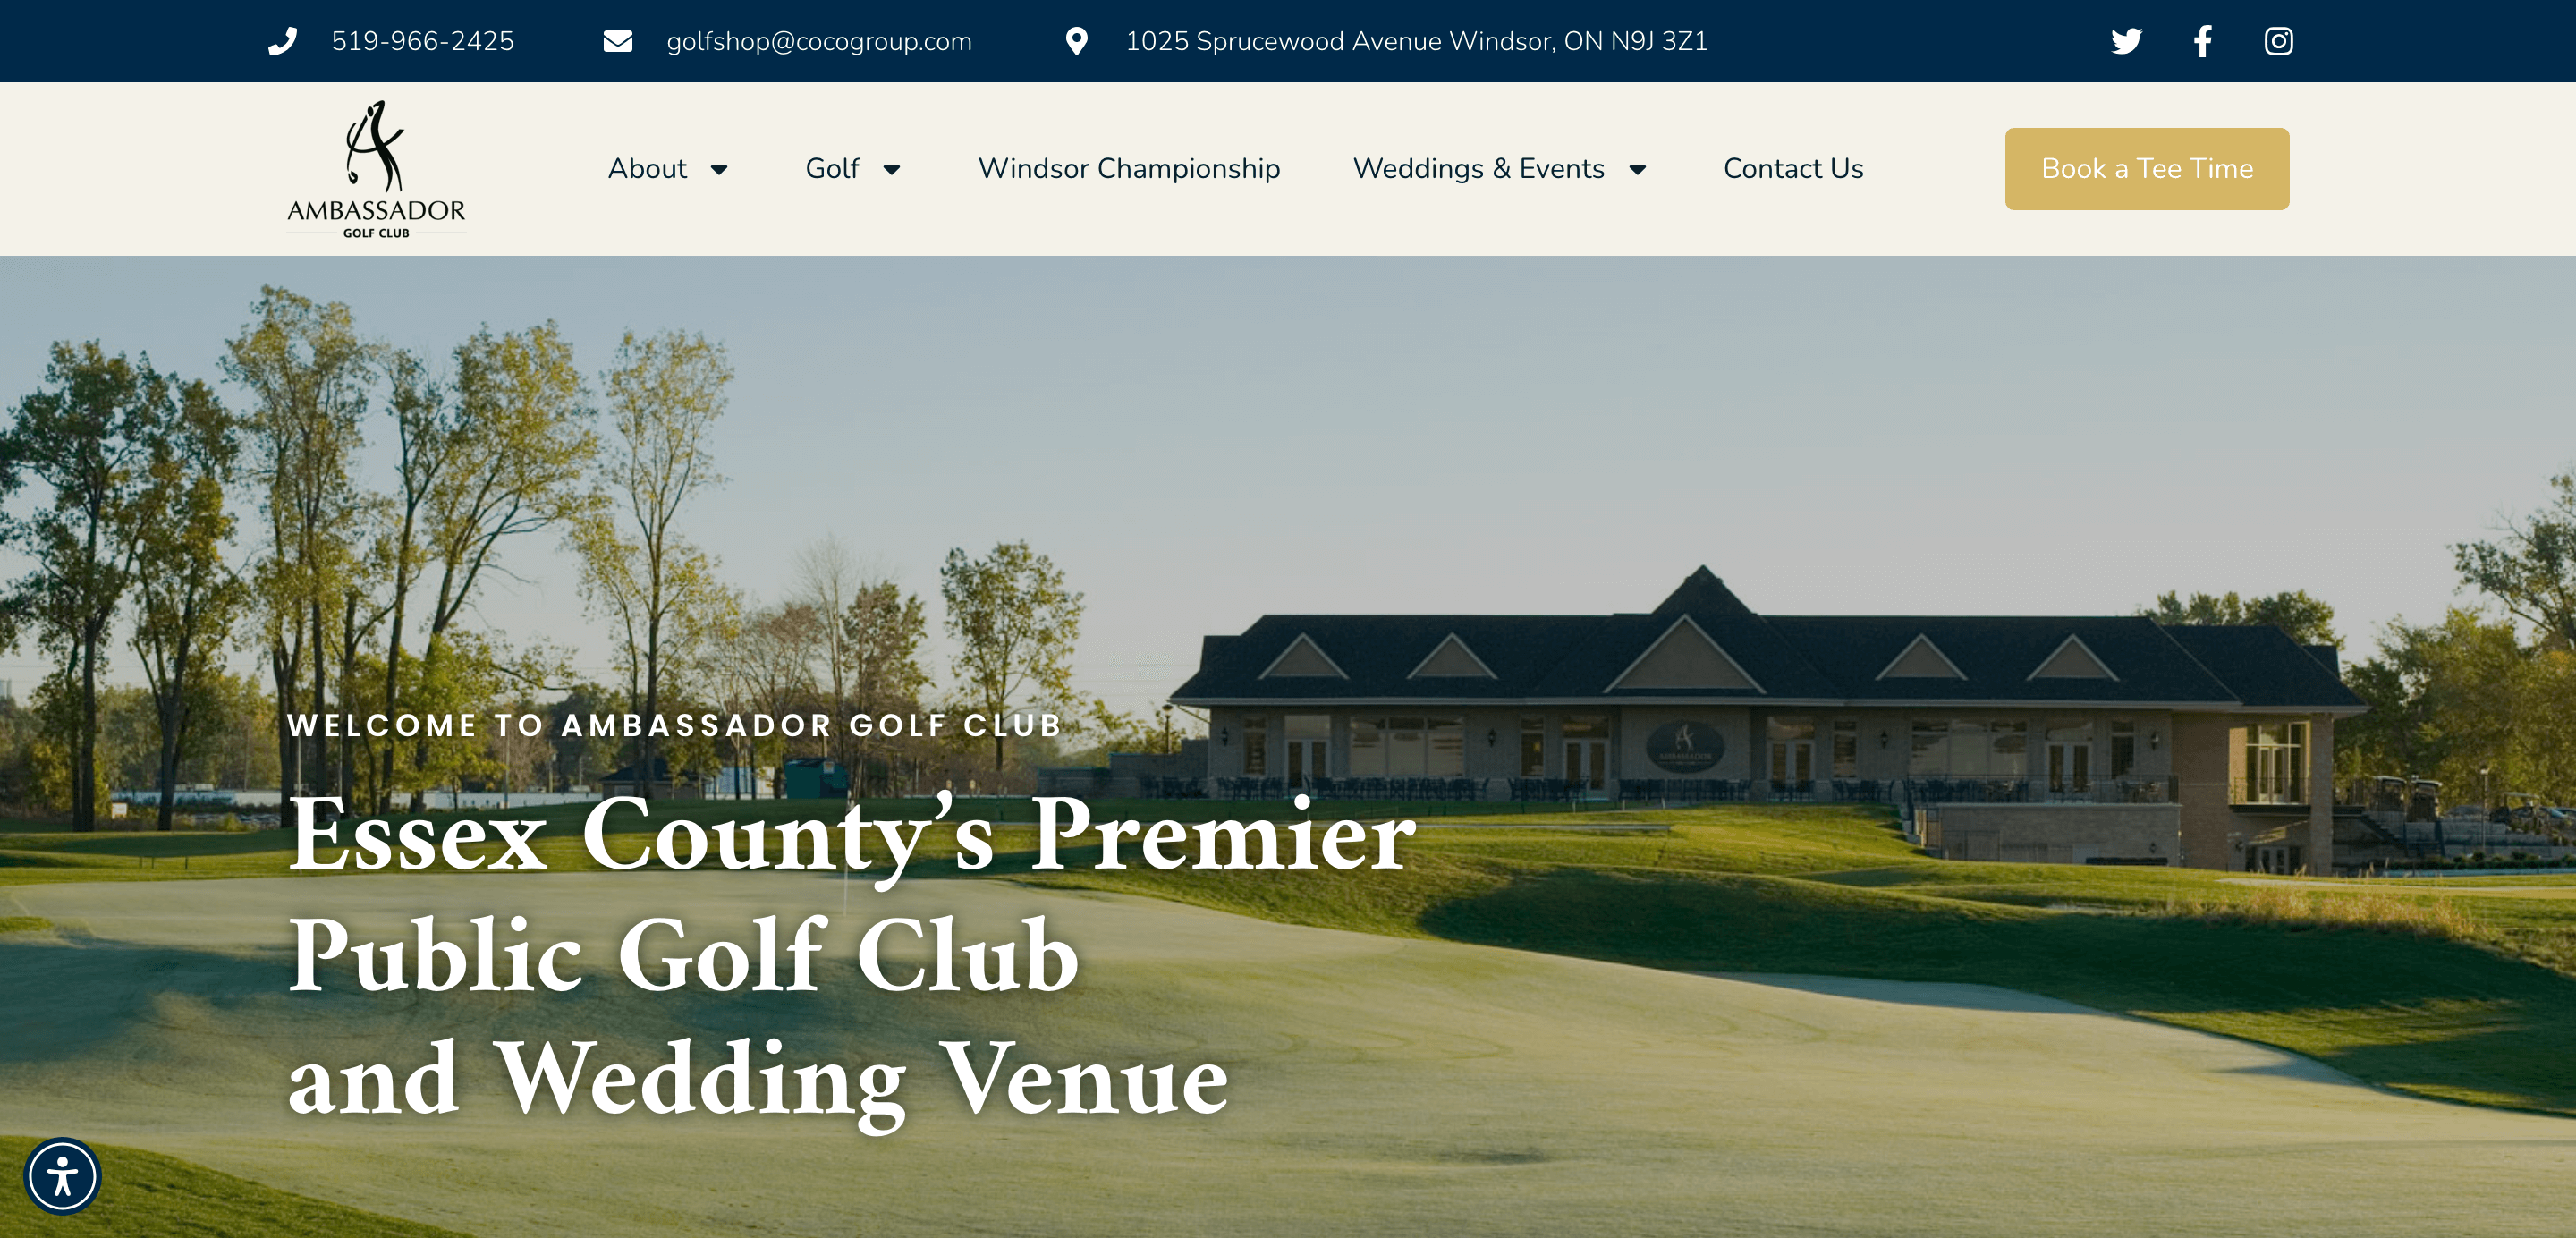 519-966-2425
golfshop@cocogroup.com
1025 Sprucewood Avenue Windsor, ON N9J 3Z1
AMBASSADOR
GOLF CLUB
About
Golf
Windsor Championship
Weddings & Events
Contact Us
Book a Tee Time
WELCOME TO AMBASSADOR GOLF CLUB
Essex County’s Premier
Public Golf Club
and Wedding Venue
AMBASSADOR